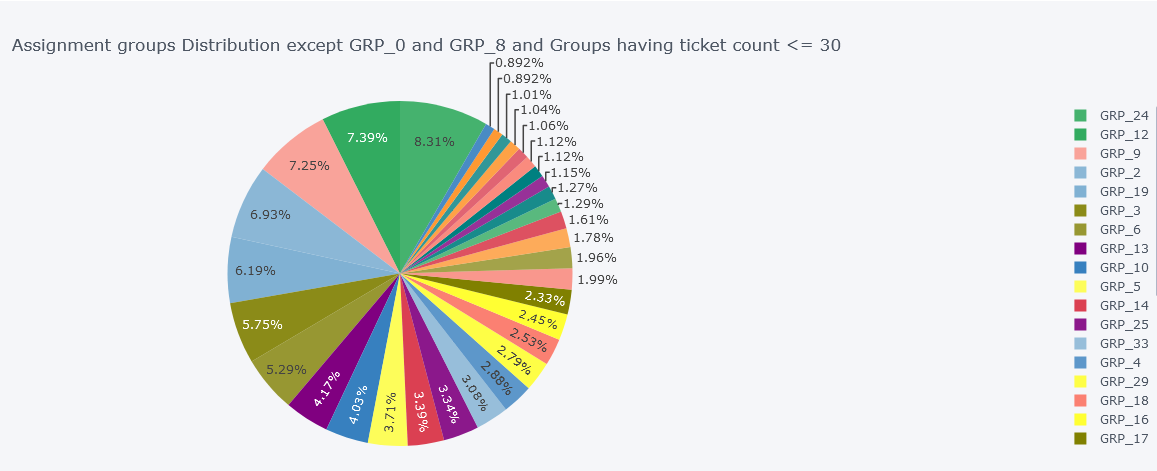 Assignment groups Distribution except GRP_0 and GRP_8 and Groups having ticket count <= 30
0.892%
0.892%
1.01%
1.04%
1.06%
1.12%
1.12%
1.15%
1.27%
1.29%
1.61%
1.78%
1.96%
1.99%
2.33%
2.45%
2.53%
2.79%
2.88%
3.08%
3.34%
3.39%
3.71%
4.03%
4.17%
5.29%
5.75%
6.19%
6.93%
7.25%
7.39%
8.31%
GRP_24
GRP_12
GRP_9
GRP_2
GRP_19
GRP_3
GRP_6
GRP_13
GRP_10
GRP_5
GRP_14
GRP_25
GRP_33
GRP_4
GRP_29
GRP_18
GRP_16
GRP_17